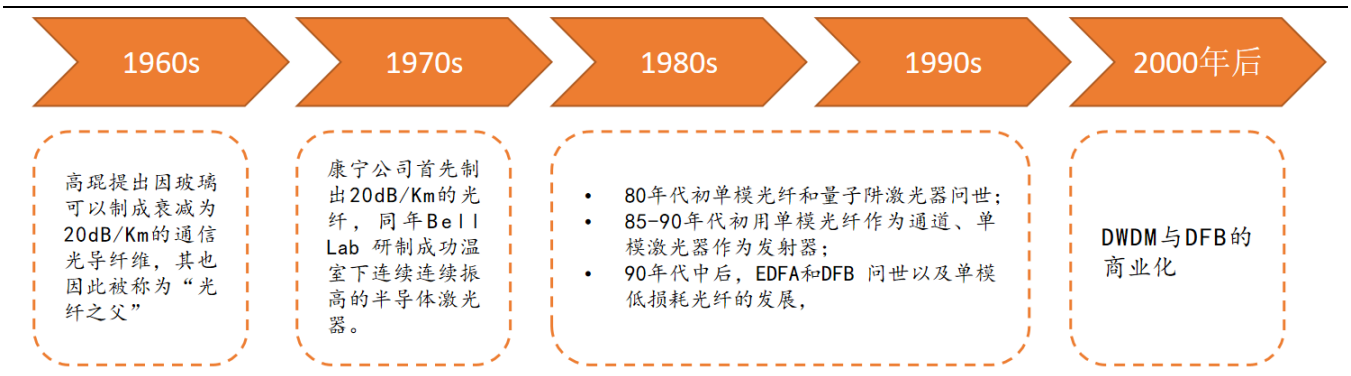 1960s
1970s
1980s
1990s
2000年后
高琨提出因玻璃
可以制成衰减为
20dB/Km的通信
光导纤维，其也
因此被称为“光
纤之父”
康宁公司首先制
出20dB/Km的光
纤，同年Bell
Lab 研制成功温
室下连续连续振
高的半导体激光
器。
• 80年代初单模光纤和量子阱激光器问世；
• 85-90年代初用单模光纤作为通道、单
模激光器作为发射器；
• 90年代中后，EDFA和DFB 问世以及单模
低损耗光纤的发展，
DWDM与DFB的
商业化